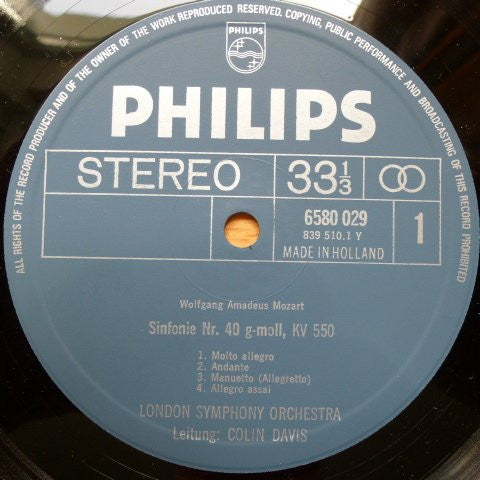 ALL RIGHTS OF THE RECORD PRODUCER AND OF THE OWNER OF THE WORK REPRODUCED RESERVED. COPYING, PUBLIC PERFORMANCE AND BROADCASTING OF THIS RECORD PROHIBITED
PHILIPS
PHILIPS
STEREO
33 1/3
6580 029
839 510.1 Y
MADE IN HOLLAND
1
Wolfgang Amadeus Mozart
Sinfonie Nr. 40 g-moll, KV 550
1. Molto allegro
2. Andante
3. Manuetto (Allegretto)
4. Allegro assai
LONDON SYMPHONY ORCHESTRA
Leitung: COLIN DAVIS